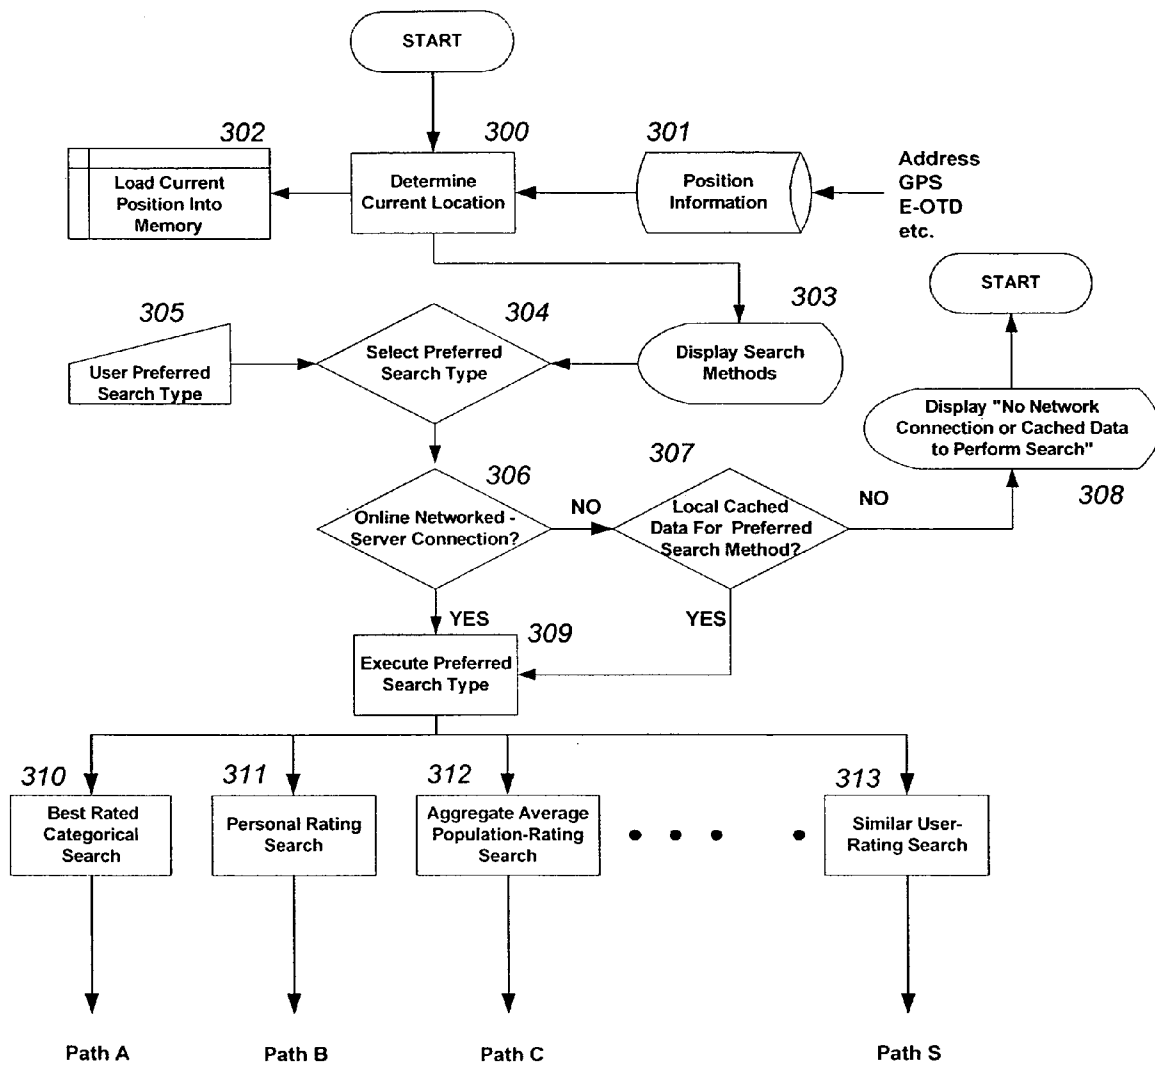 START
302
300
301
Load Current
Position Into
Memory
Determine
Current Location
Position
Information
Address
GPS
E-OTD
etc.
START
303
305
304
User Preferred
Search Type
Select Preferred
Search Type
Display Search
Methods
Display "No Network
Connection or Cached Data
to Perform Search"
308
306
307
Online Networked -
Server Connection?
NO
Local Cached
Data For Preferred
Search Method?
NO
YES
YES
309
Execute Preferred
Search Type
310
311
312
313
Best Rated
Categorical
Search
Personal Rating
Search
Aggregate Average
Population-Rating
Search
Similar User-
Rating Search
Path A
Path B
Path C
Path S